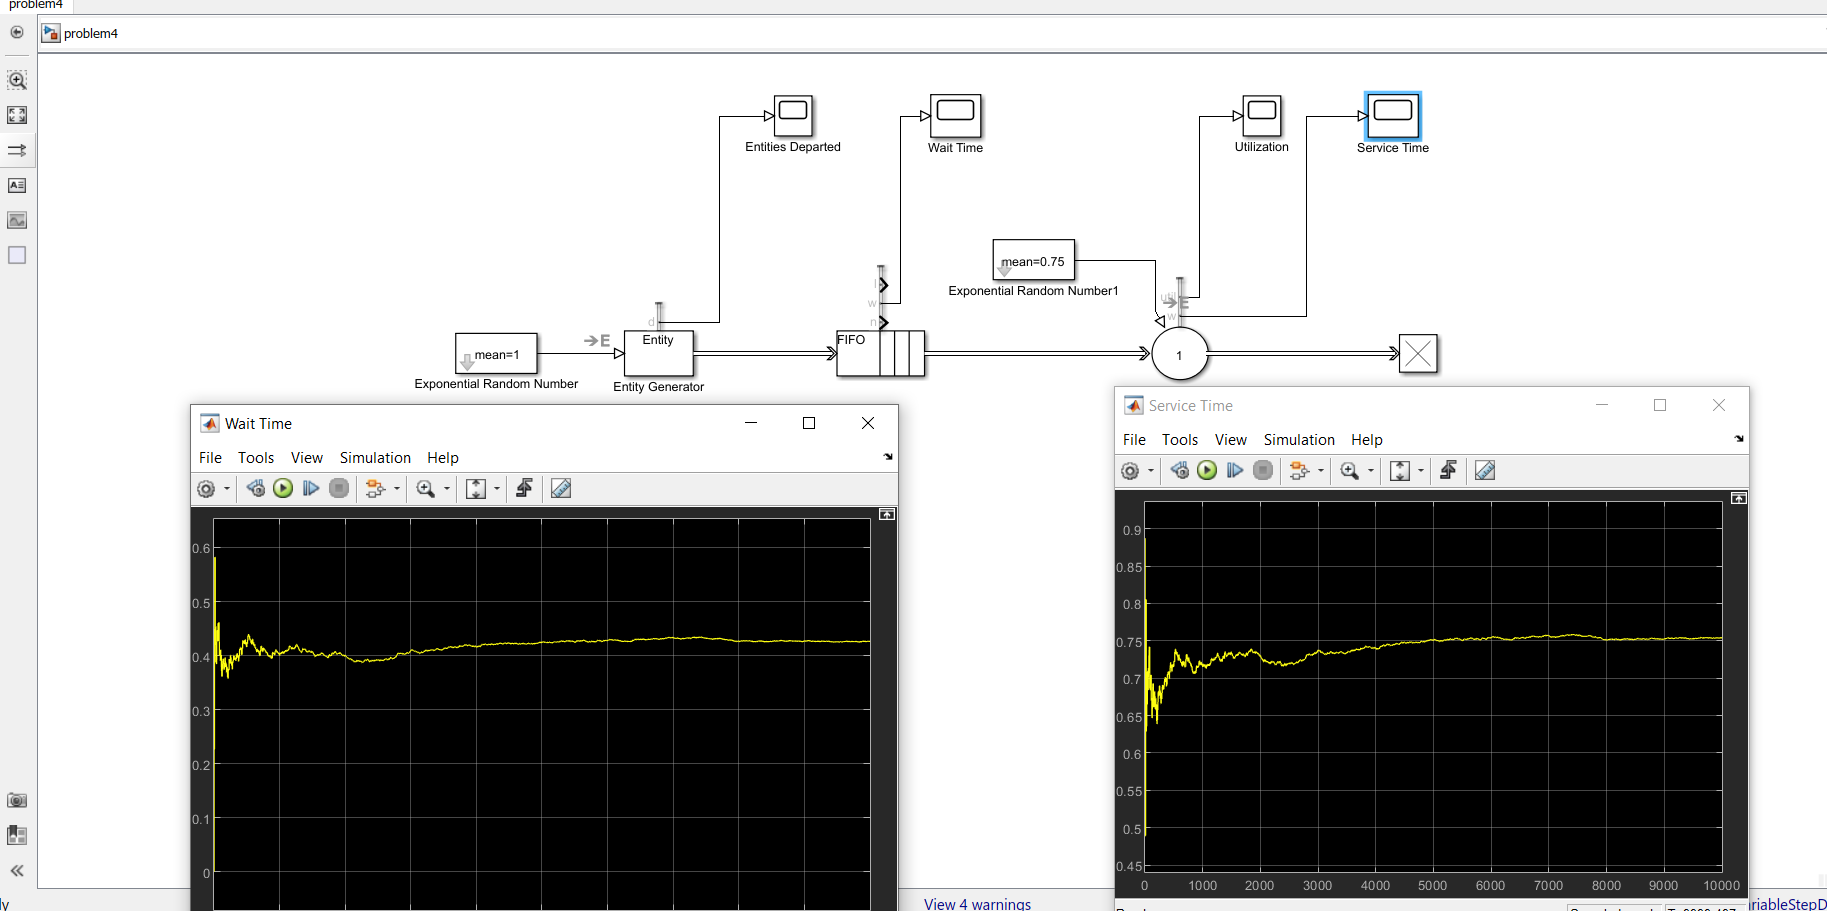 problem4
problem4
Entities Departed
Wait Time
Utilization
Service Time
mean=0.75
Exponential Random Number1
l
w
n
d
util
E
w
E
mean=1
Exponential Random Number
Entity
Entity Generator
FIFO
1
Wait Time
File Tools View Simulation Help
0.6
0.5
0.4
0.3
0.2
0.1
0
Service Time
File Tools View Simulation Help
0.9
0.85
0.8
0.75
0.7
0.65
0.6
0.55
0.5
0.45
0 1000 2000 3000 4000 5000 6000 7000 8000 9000 10000
View 4 warnings
riableStepD